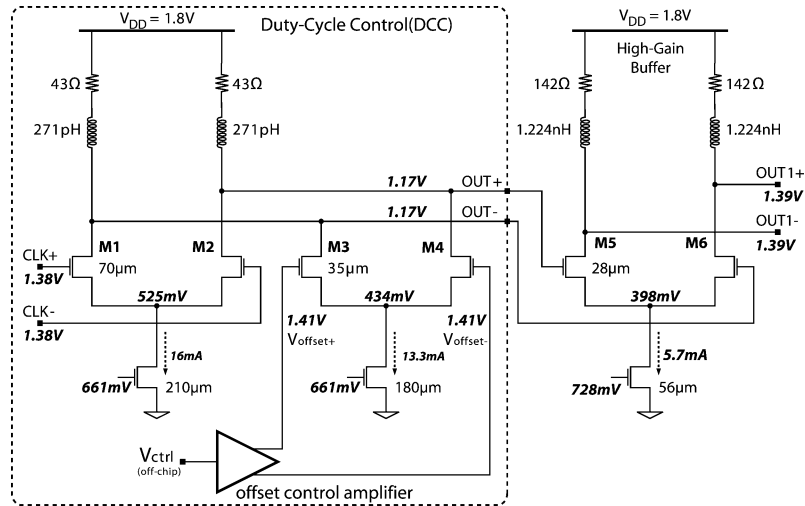 V_DD = 1.8V
Duty-Cycle Control(DCC)
V_DD = 1.8V
High-Gain
Buffer
43Ω
43Ω
142Ω
142Ω
271pH
271pH
1.224nH
1.224nH
1.17V
OUT+
OUT1+
1.39V
1.17V
OUT-
OUT1-
1.39V
CLK+
1.38V
M1
M2
M3
M4
M5
M6
70µm
35µm
28µm
525mV
434mV
398mV
CLK-
1.38V
1.41V
Voffset+
1.41V
Voffset-
16mA
13.3mA
5.7mA
661mV
210µm
661mV
180µm
728mV
56µm
Vctrl
(off-chip)
offset control amplifier